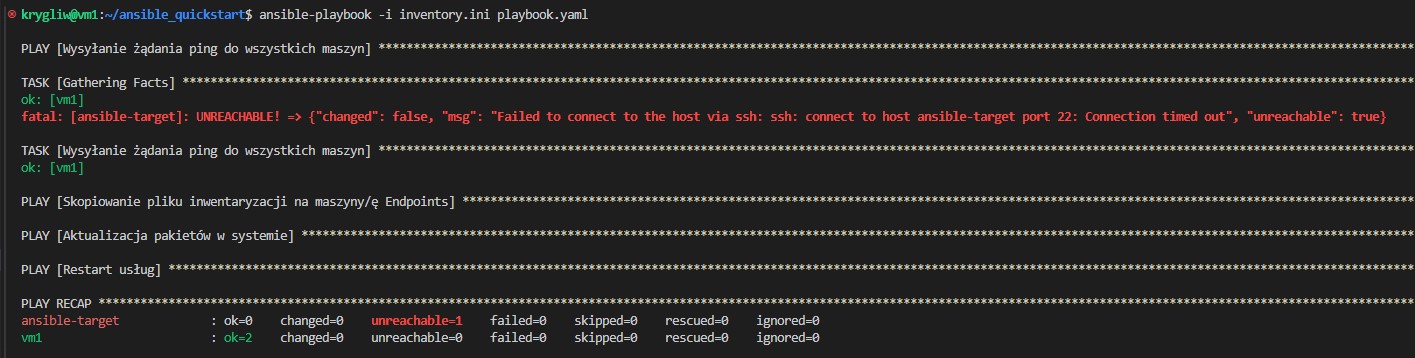 krygliw@vm1:~/ansible_quickstart$ ansible-playbook -i inventory.ini playbook.yaml
PLAY [Wysyłanie żądania ping do wszystkich maszyn] ****************************************************************************************************************************************************
TASK [Gathering Facts] ********************************************************************************************************************************************************************************
ok: [vm1]
fatal: [ansible-target]: UNREACHABLE! => {"changed": false, "msg": "Failed to connect to the host via ssh: ssh: connect to host ansible-target port 22: Connection timed out", "unreachable": true}
TASK [Wysyłanie żądania ping do wszystkich maszyn] ****************************************************************************************************************************************************
ok: [vm1]
PLAY [Skopiowanie pliku inwentaryzacji na maszyny/ę Endpoints] ****************************************************************************************************************************************
PLAY [Aktualizacja pakietów w systemie] ***************************************************************************************************************************************************************
PLAY [Restart usług] **********************************************************************************************************************************************************************************
PLAY RECAP ********************************************************************************************************************************************************************************************
ansible-target             : ok=0    changed=0    unreachable=1    failed=0    skipped=0    rescued=0    ignored=0
vm1                        : ok=2    changed=0    unreachable=0    failed=0    skipped=0    rescued=0    ignored=0